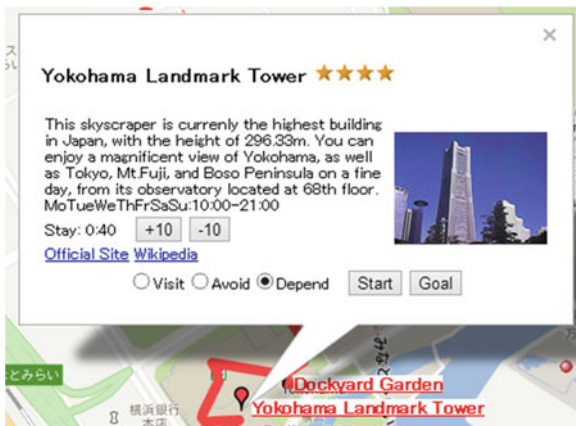 ×
Yokohama Landmark Tower ★★★★
This skyscraper is currenly the highest building
in Japan, with the height of 296.33m. You can
enjoy a magnificent view of Yokohama, as well
as Tokyo, Mt.Fuji, and Boso Peninsula on a fine
day, from its observatory located at 68th floor.
MoTueWeThFrSaSu:10:00-21:00
Stay: 0:40 +10 -10
Official Site Wikipedia
Visit Avoid Depend Start Goal
とみらい
Dockyard Garden
Yokohama Landmark Tower
横浜銀行
本店